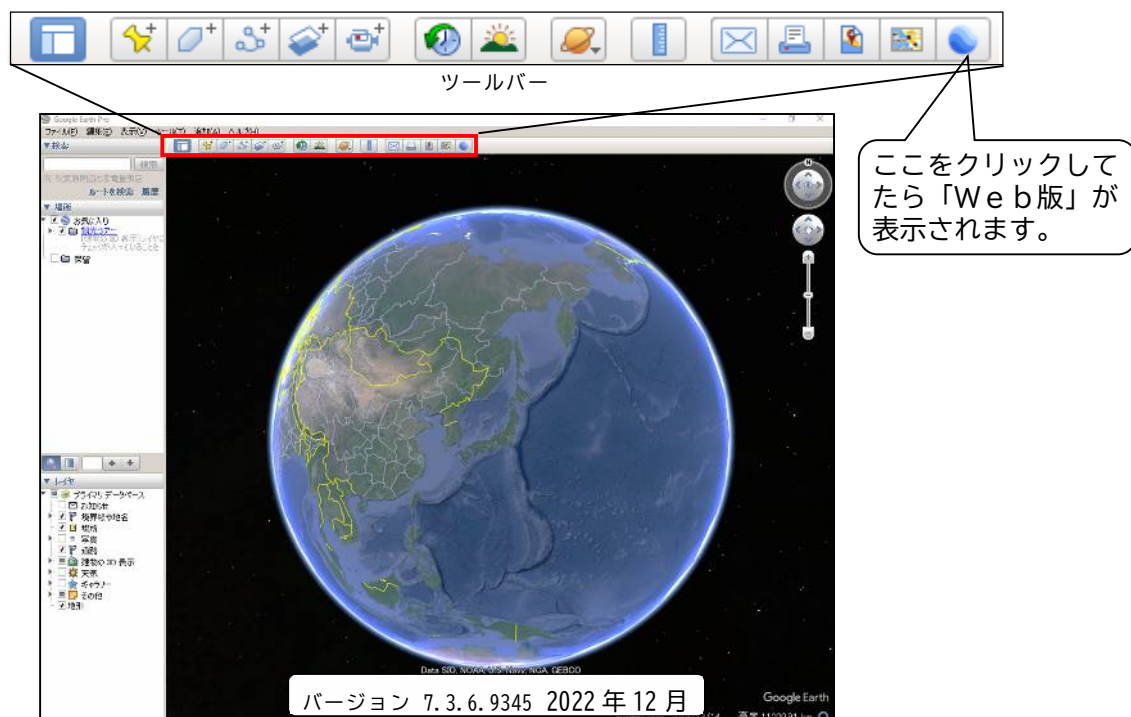 ツールバー
ここをクリックして
たら「Ｗｅｂ版」が
表示されます。
Google Earth Pro
ファイル(F) 編集(E) 表示(V) ツール(T) 追加(A) ヘルプ(H)
▼検索
検索
ルートを検索 履歴
▼ 場所
お気に入り
観光ツアー
保留
▼ レイヤ
プライマリ データベース
お知らせ
境界線や地名
場所
写真
道路
建物の 3D 表示
天気
ギャラリー
その他
地形
N
Data SIO, NOAA, U.S. Navy, NGA, GEBCO
バージョン 7.3.6.9345 2022年12月
Google Earth